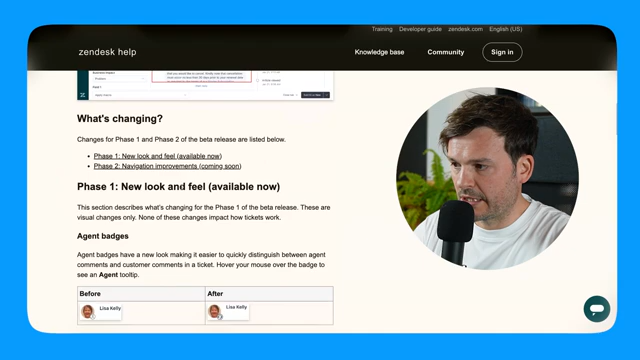 Training Developer guide zendesk.com English (US)
zendesk help Knowledge base Community Sign in
What's changing?
Changes for Phase 1 and Phase 2 of the beta release are listed below.
• Phase 1: New look and feel (available now)
• Phase 2: Navigation improvements (coming soon)
Phase 1: New look and feel (available now)
This section describes what's changing for the Phase 1 of the beta release. These are
visual changes only. None of these changes impact how tickets work.
Agent badges
Agent badges have a new look making it easier to quickly distinguish between agent
comments and customer comments in a ticket. Hover your mouse over the badge to
see an Agent tooltip.
Before After
Lisa Kelly Lisa Kelly